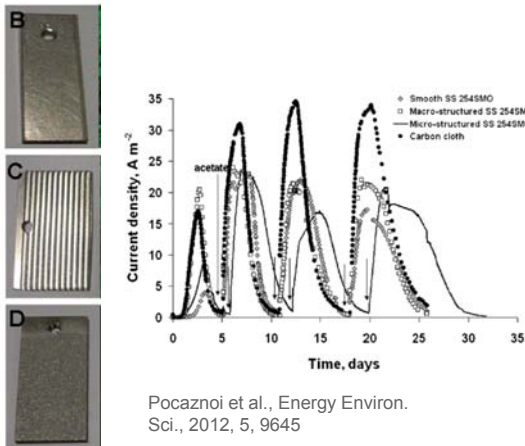 B
C
D
35
30
25
20
15
10
5
0
Current density, A m⁻²
acetate
Smooth SS 254SMO
Macro-structured SS 254SMO
Micro-structured SS 254SMO
Carbon cloth
0 5 10 15 20 25 30 35
Time, days
Pocaznoi et al., Energy Environ.
Sci., 2012, 5, 9645